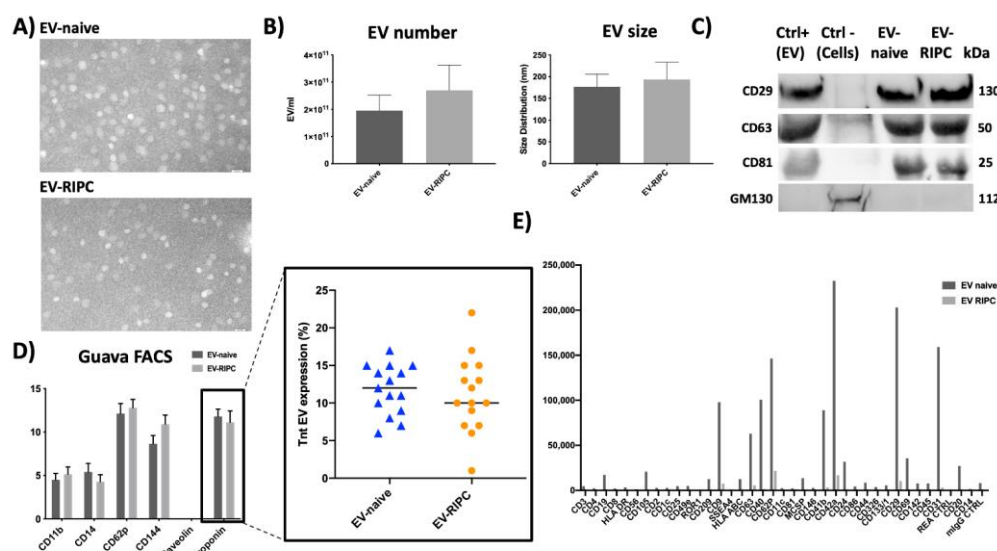 A)
EV-naive
EV-RIPC
B)
EV number
4×10¹¹
3×10¹¹
2×10¹¹
1×10¹¹
0
EV/ml
EV-naive
EV-RIPC
EV size
250
200
150
100
50
0
Size Distribution (nm)
EV-naive
EV-RIPC
C)
Ctrl+ (EV)
Ctrl - (Cells)
EV-naive
EV-RIPC
kDa
CD29
130
CD63
50
CD81
25
GM130
112
D)
Guava FACS
EV-naive
EV-RIPC
15
10
5
0
CD11b
CD14
CD62p
CD144
aveolin
oponin
25
20
15
10
5
0
Tnt EV expression (%)
EV-naive
EV-RIPC
E)
EV naive
EV RIPC
250,000
200,000
150,000
100,000
50,000
0
CD3
CD4
CD19
CD8
HLA DR
CD56
CD105
CD2
CD1c
CD25
CD49e
ROR1
CD209
CD9
SSEA4
HLA ABC
CD63
CD40
CD62P
CD11c
CD81
MCSP
CD146
CD41b
CD42a
CD24
CD86
CD44
CD326
CD133/1
CD29
CD69
CD142
CD45
CD31
REA CTRL
CD20
CD14
mIgG CTRL